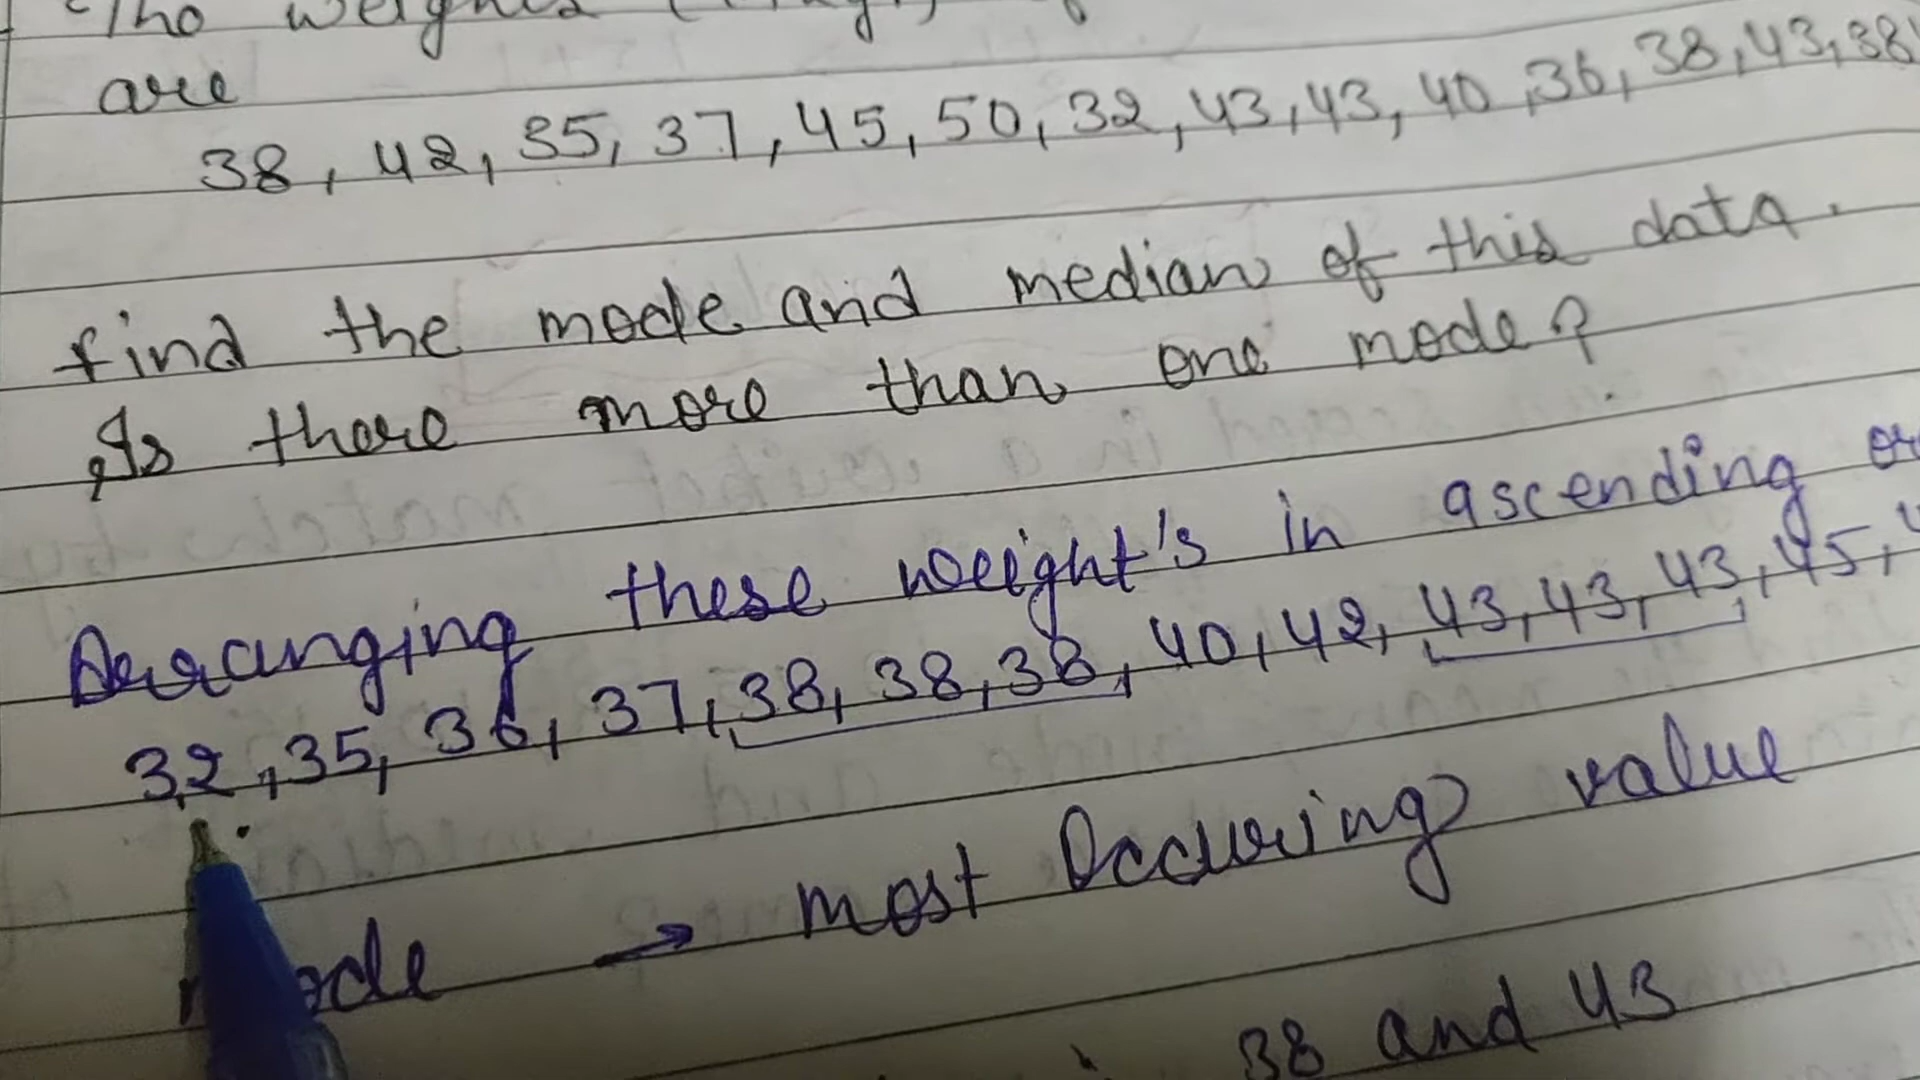 are
38, 42, 35, 37, 45, 50, 32, 43, 43, 40, 36, 38, 43, 38
find the mode and median of this data.
Is there more than one mode?
Arranging these weight's in ascending
32, 35, 36, 37, 38, 38, 38, 40, 42, 43, 43, 43, 45,
most Occuring value
38 and 43